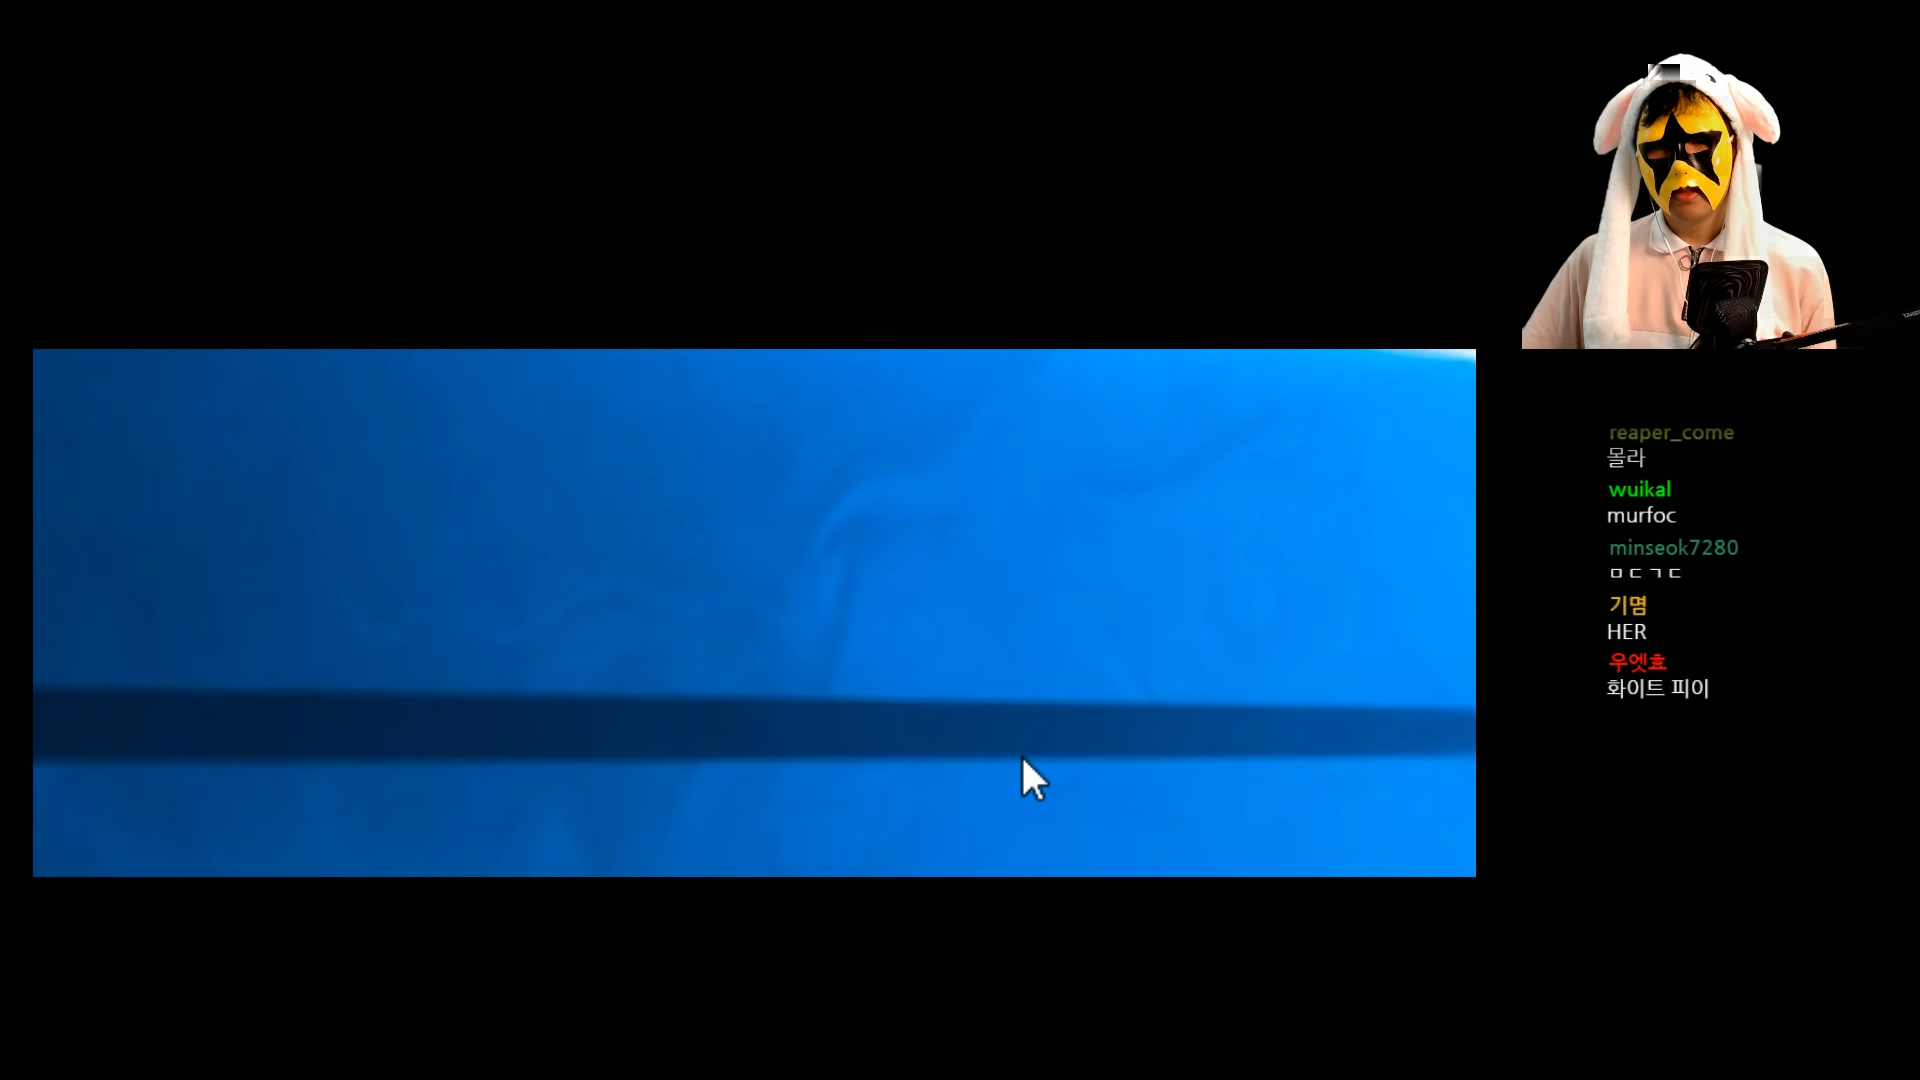 reaper_come
몰라
wuikal
murfoc
minseok7280
ㅁㄷㄱㄷ
기몀
HER
우엣효
화이트 피이